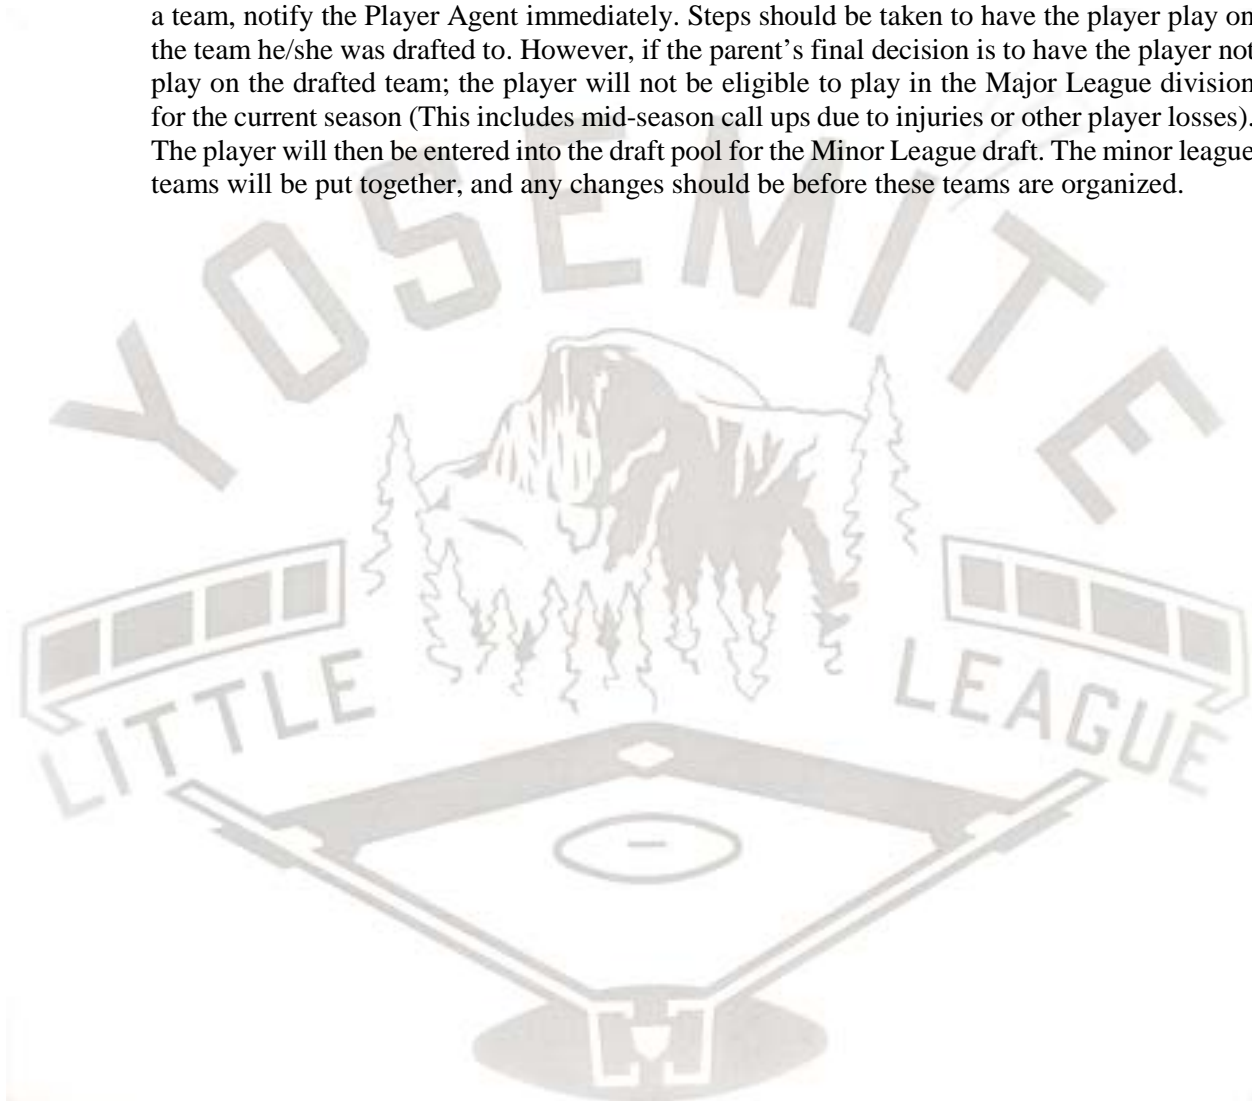 a team, notify the Player Agent immediately. Steps should be taken to have the player play on
the team he/she was drafted to. However, if the parent’s final decision is to have the player not
play on the drafted team; the player will not be eligible to play in the Major League division
for the current season (This includes mid-season call ups due to injuries or other player losses).
The player will then be entered into the draft pool for the Minor League draft. The minor league
teams will be put together, and any changes should be before these teams are organized.
YOSEMITE
LITTLE LEAGUE